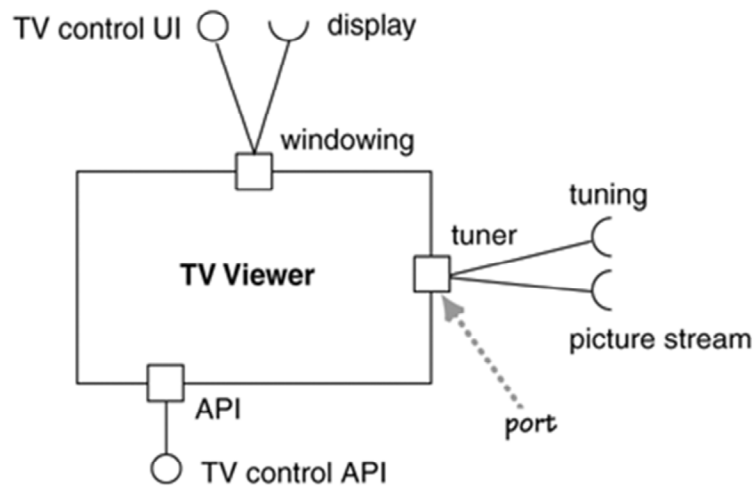 TV control UI
display
windowing
tuning
tuner
TV Viewer
picture stream
API
port
TV control API